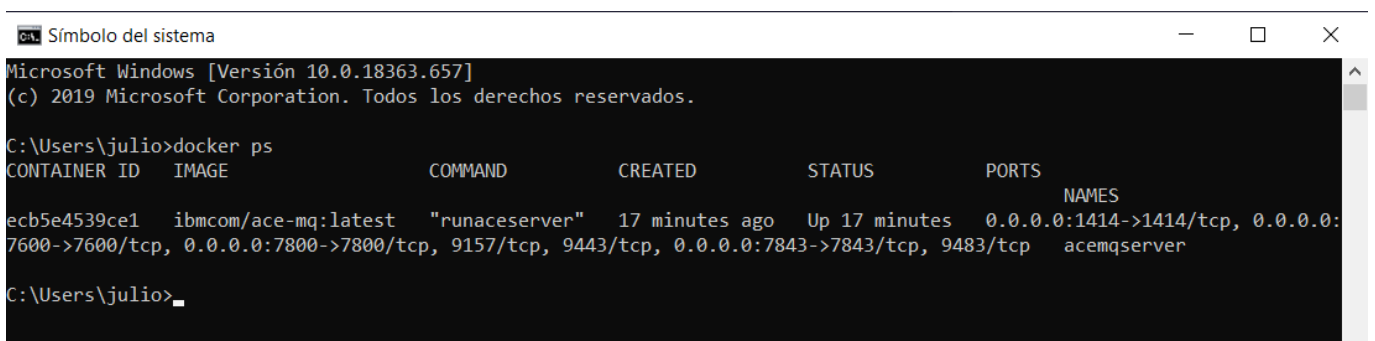 Símbolo del sistema
Microsoft Windows [Versión 10.0.18363.657]
(c) 2019 Microsoft Corporation. Todos los derechos reservados.
C:\Users\julio>docker ps
CONTAINER ID   IMAGE                  COMMAND          CREATED          STATUS          PORTS
NAMES
ecb5e4539ce1   ibmcom/ace-mq:latest   "runaceserver"   17 minutes ago   Up 17 minutes   0.0.0.0:1414->1414/tcp, 0.0.0.0:
7600->7600/tcp, 0.0.0.0:7800->7800/tcp, 9157/tcp, 9443/tcp, 0.0.0.0:7843->7843/tcp, 9483/tcp   acemqserver
C:\Users\julio>